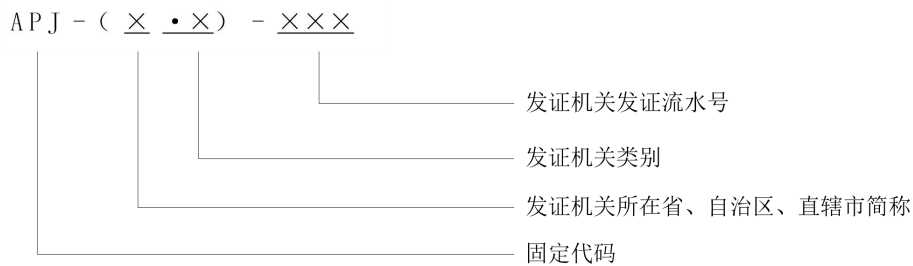 APJ-(×·×)-×××
发证机关发证流水号
发证机关类别
发证机关所在省、自治区、直辖市简称
固定代码